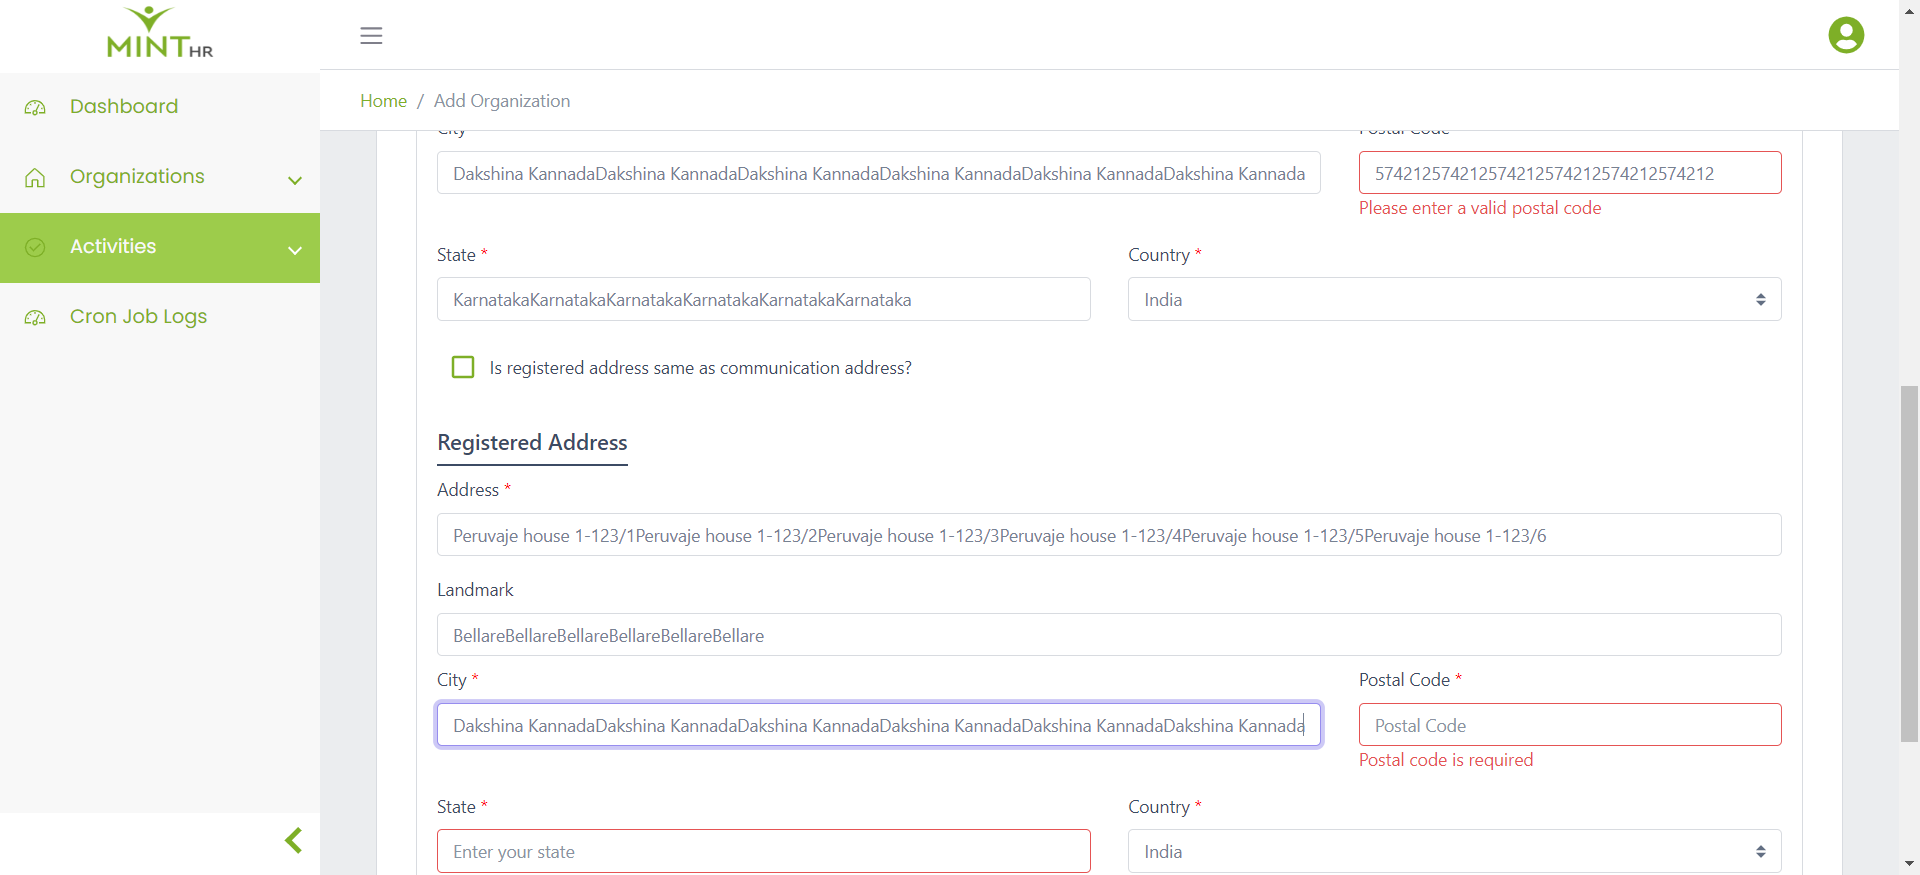 MINT HR
Home / Add Organization
Dashboard
Organizations
Activities
Cron Job Logs
City
Postal Code
Dakshina KannadaDakshina KannadaDakshina KannadaDakshina KannadaDakshina KannadaDakshina Kannada
574212574212574212574212574212574212
Please enter a valid postal code
State *
Country *
KarnatakaKarnatakaKarnatakaKarnatakaKarnatakaKarnataka
India
Is registered address same as communication address?
Registered Address
Address *
Peruvaje house 1-123/1Peruvaje house 1-123/2Peruvaje house 1-123/3Peruvaje house 1-123/4Peruvaje house 1-123/5Peruvaje house 1-123/6
Landmark
BellareBellareBellareBellareBellareBellare
City *
Postal Code *
Dakshina KannadaDakshina KannadaDakshina KannadaDakshina KannadaDakshina KannadaDakshina Kannada
Postal Code
Postal code is required
State *
Country *
Enter your state
India